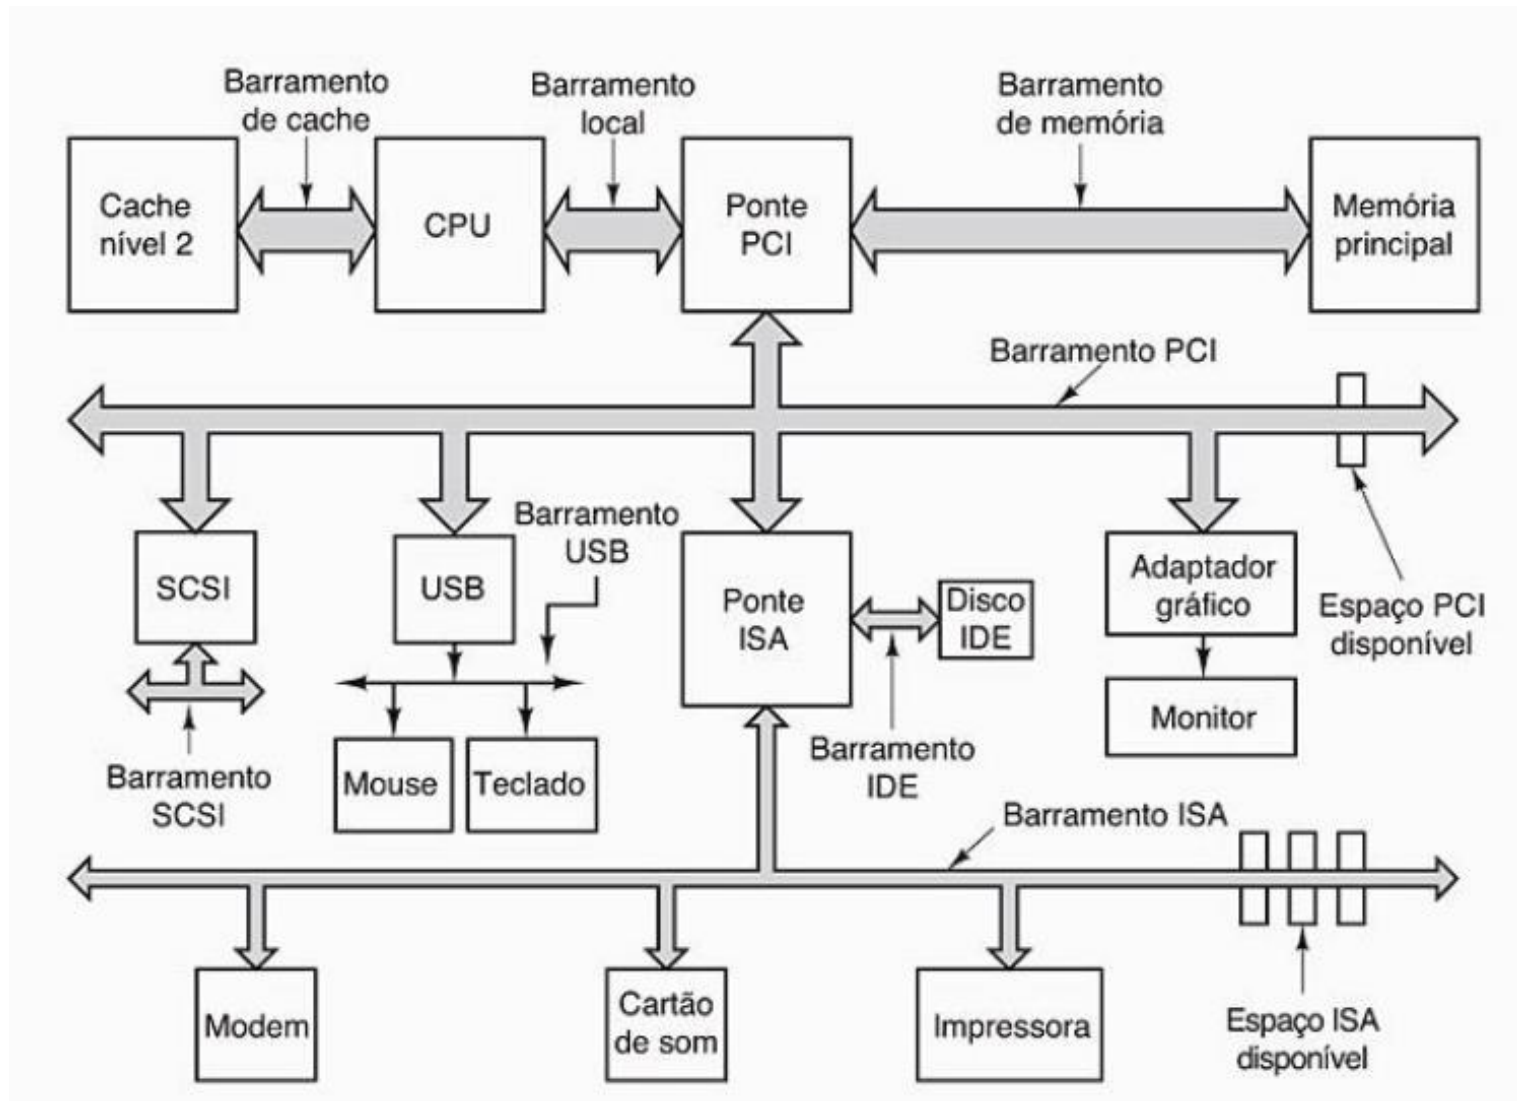 Barramento
de cache
Barramento
local
Barramento
de memória
Cache
nível 2
CPU
Ponte
PCI
Memória
principal
Barramento PCI
Barramento
USB
SCSI
USB
Ponte
ISA
Disco
IDE
Adaptador
gráfico
Espaço PCI
disponível
Monitor
Barramento
SCSI
Mouse
Teclado
Barramento
IDE
Barramento ISA
Modem
Cartão
de som
Impressora
Espaço ISA
disponível